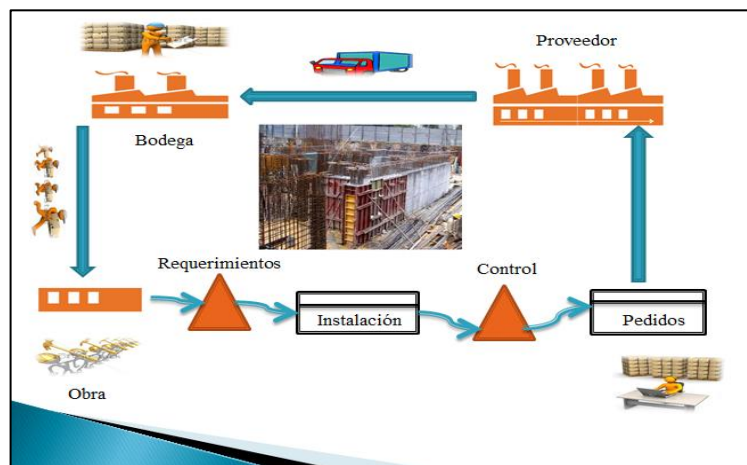 Proveedor
Bodega
Requerimientos
Control
Instalación
Pedidos
Obra